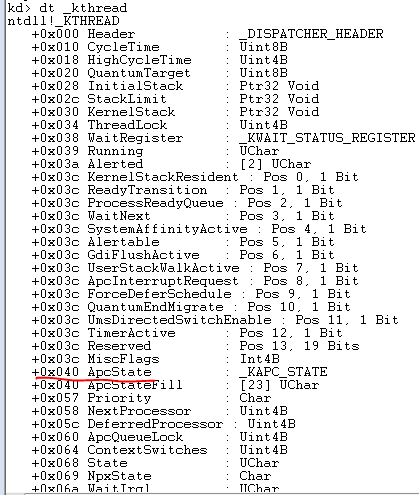 kd> dt _kthread
ntdll!_KTHREAD
+0x000 Header : _DISPATCHER_HEADER
+0x010 CycleTime : Uint8B
+0x018 HighCycleTime : Uint4B
+0x020 QuantumTarget : Uint8B
+0x028 InitialStack : Ptr32 Void
+0x02c StackLimit : Ptr32 Void
+0x030 KernelStack : Ptr32 Void
+0x034 ThreadLock : Uint4B
+0x038 WaitRegister : _KWAIT_STATUS_REGISTER
+0x039 Running : UChar
+0x03a Alerted : [2] UChar
+0x03c KernelStackResident : Pos 0, 1 Bit
+0x03c ReadyTransition : Pos 1, 1 Bit
+0x03c ProcessReadyQueue : Pos 2, 1 Bit
+0x03c WaitNext : Pos 3, 1 Bit
+0x03c SystemAffinityActive : Pos 4, 1 Bit
+0x03c Alertable : Pos 5, 1 Bit
+0x03c GdiFlushActive : Pos 6, 1 Bit
+0x03c UserStackWalkActive : Pos 7, 1 Bit
+0x03c ApcInterruptRequest : Pos 8, 1 Bit
+0x03c ForceDeferSchedule : Pos 9, 1 Bit
+0x03c QuantumEndMigrate : Pos 10, 1 Bit
+0x03c UmsDirectedSwitchEnable : Pos 11, 1 Bit
+0x03c TimerActive : Pos 12, 1 Bit
+0x03c Reserved : Pos 13, 19 Bits
+0x03c MiscFlags : Int4B
+0x040 ApcState : _KAPC_STATE
+0x040 ApcStateFill : [23] UChar
+0x057 Priority : Char
+0x058 NextProcessor : Uint4B
+0x05c DeferredProcessor : Uint4B
+0x060 ApcQueueLock : Uint4B
+0x064 ContextSwitches : Uint4B
+0x068 State : UChar
+0x069 NpxState : Char
+0x06a WaitIrql : UChar